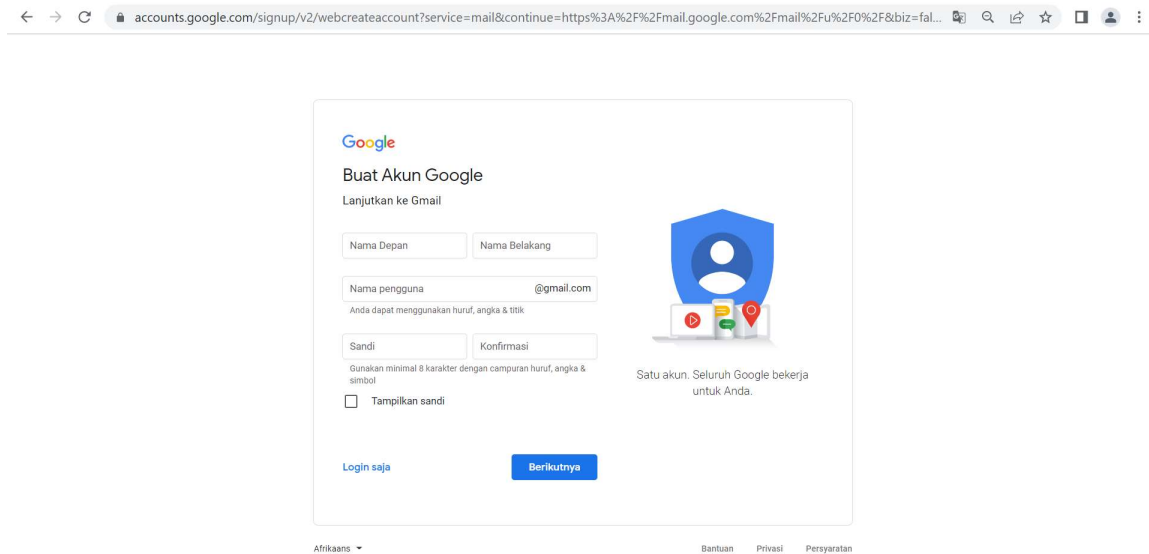 accounts.google.com/signup/v2/webcreateaccount?service=mail&continue=https%3A%2F%2Fmail.google.com%2Fmail%2Fu%2F0%2F&biz=fal...
Google
Buat Akun Google
Lanjutkan ke Gmail
Nama Depan
Nama Belakang
Nama pengguna
@gmail.com
Anda dapat menggunakan huruf, angka & titik
Sandi
Konfirmasi
Gunakan minimal 8 karakter dengan campuran huruf, angka &
simbol
Tampilkan sandi
Login saja
Berikutnya
Satu akun. Seluruh Google bekerja
untuk Anda.
Afrikaans
Bantuan
Privasi
Persyaratan